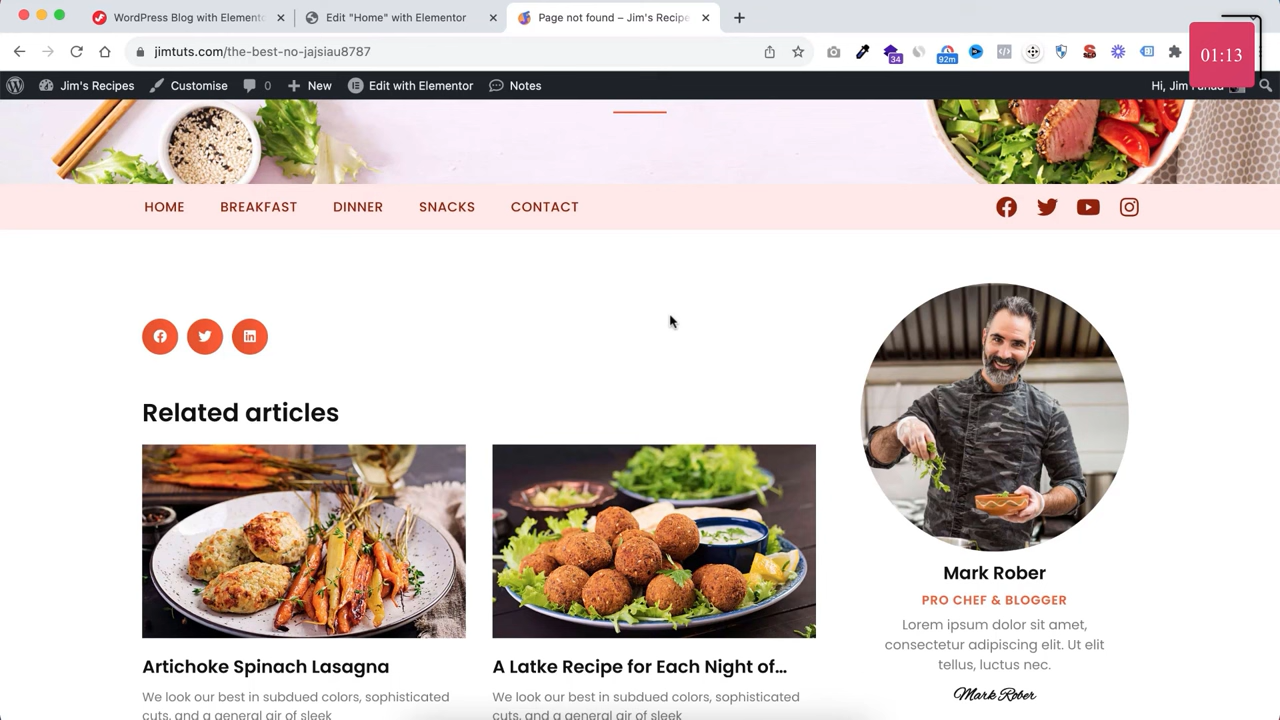 WordPress Blog with Element
Edit "Home" with Elementor
Page not found – Jim's Recipe
jimtuts.com/the-best-no-jajsiau8787
34
92m
01:13
Jim's Recipes
Customise
0
New
Edit with Elementor
Notes
Hi, Jim
HOME
BREAKFAST
DINNER
SNACKS
CONTACT
Related articles
Artichoke Spinach Lasagna
We look our best in subdued colors, sophisticated
cuts, and a general air of sleek
A Latke Recipe for Each Night of...
We look our best in subdued colors, sophisticated
cuts, and a general air of sleek
Mark Rober
PRO CHEF & BLOGGER
Lorem ipsum dolor sit amet,
consectetur adipiscing elit. Ut elit
tellus, luctus nec.
Mark Rober